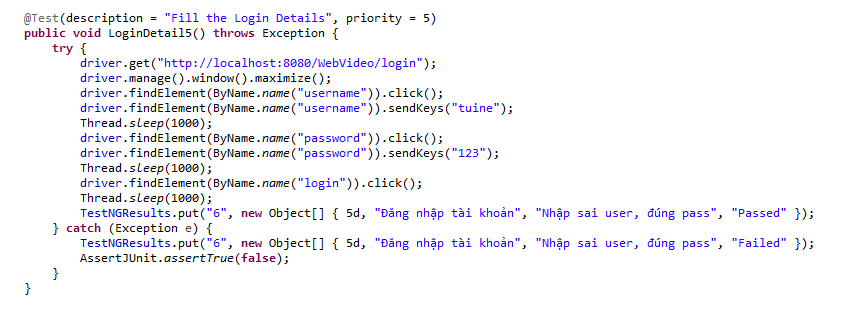 @Test(description = "Fill the Login Details", priority = 5)
public void LoginDetail5() throws Exception {
    try {
        driver.get("http://localhost:8080/WebVideo/login");
        driver.manage().window().maximize();
        driver.findElement(ByName.name("username")).click();
        driver.findElement(ByName.name("username")).sendKeys("tuine");
        Thread.sleep(1000);
        driver.findElement(ByName.name("password")).click();
        driver.findElement(ByName.name("password")).sendKeys("123");
        Thread.sleep(1000);
        driver.findElement(ByName.name("login")).click();
        Thread.sleep(1000);
        TestNGResults.put("6", new Object[] { 5d, "Đăng nhập tài khoản", "Nhập sai user, đúng pass", "Passed" });
    } catch (Exception e) {
        TestNGResults.put("6", new Object[] { 5d, "Đăng nhập tài khoản", "Nhập sai user, đúng pass", "Failed" });
        AssertJUnit.assertTrue(false);
    }
}